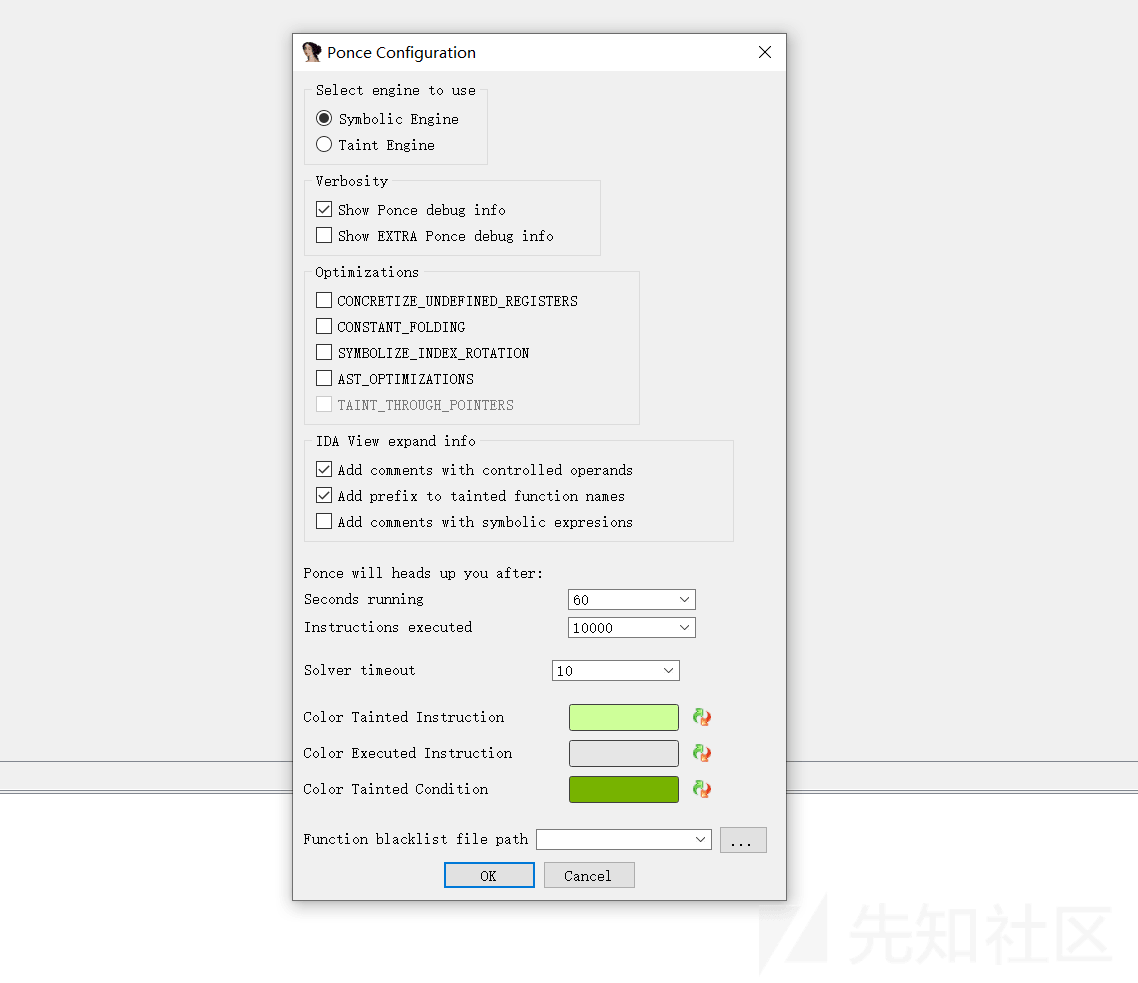 Ponce Configuration
Select engine to use
Symbolic Engine
Taint Engine
Verbosity
Show Ponce debug info
Show EXTRA Ponce debug info
Optimizations
CONCRETIZE_UNDEFINED_REGISTERS
CONSTANT_FOLDING
SYMBOLIZE_INDEX_ROTATION
AST_OPTIMIZATIONS
TAINT_THROUGH_POINTERS
IDA View expand info
Add comments with controlled operands
Add prefix to tainted function names
Add comments with symbolic expresions
Ponce will heads up you after:
Seconds running 60
Instructions executed 10000
Solver timeout 10
Color Tainted Instruction
Color Executed Instruction
Color Tainted Condition
Function blacklist file path ...
OK Cancel
先知社区